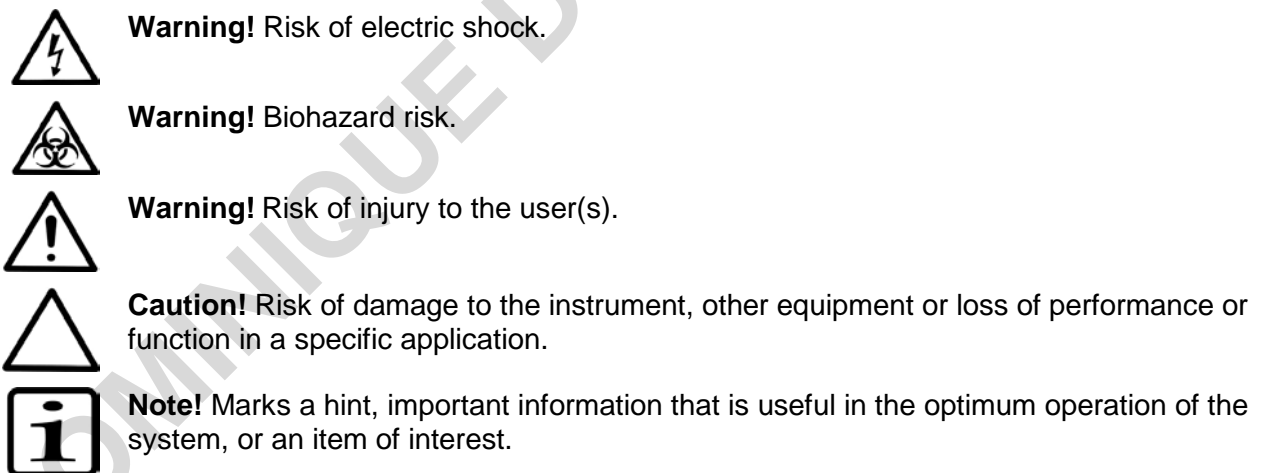 Warning! Risk of electric shock.
Warning! Biohazard risk.
Warning! Risk of injury to the user(s).
Caution! Risk of damage to the instrument, other equipment or loss of performance or
function in a specific application.
Note! Marks a hint, important information that is useful in the optimum operation of the
system, or an item of interest.
OMINIQUE D